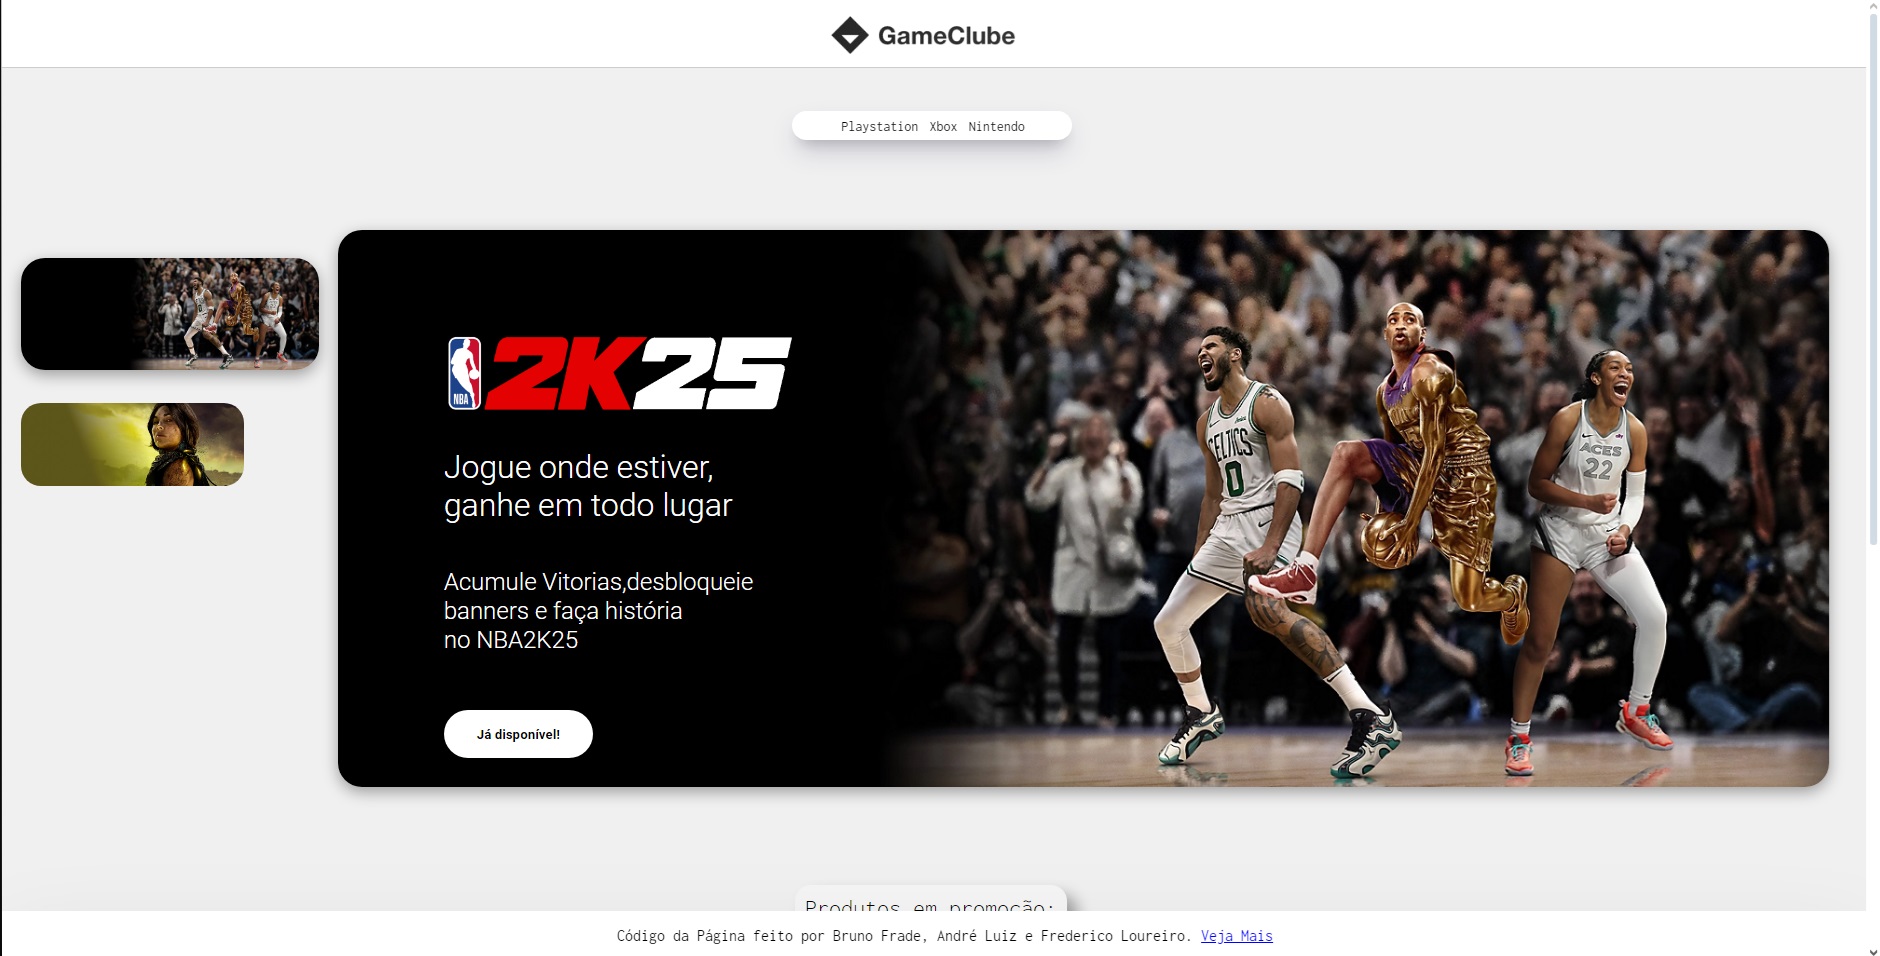 GameClube
Playstation Xbox Nintendo
NBA 2K25
Jogue onde estiver,
ganhe em todo lugar
Acumule Vitorias,desbloqueie
banners e faça história
no NBA2K25
Já disponível!
CELTICS
0
ACES
22
Produtos em promoção:
Código da Página feito por Bruno Frade, André Luiz e Frederico Loureiro. Veja Mais